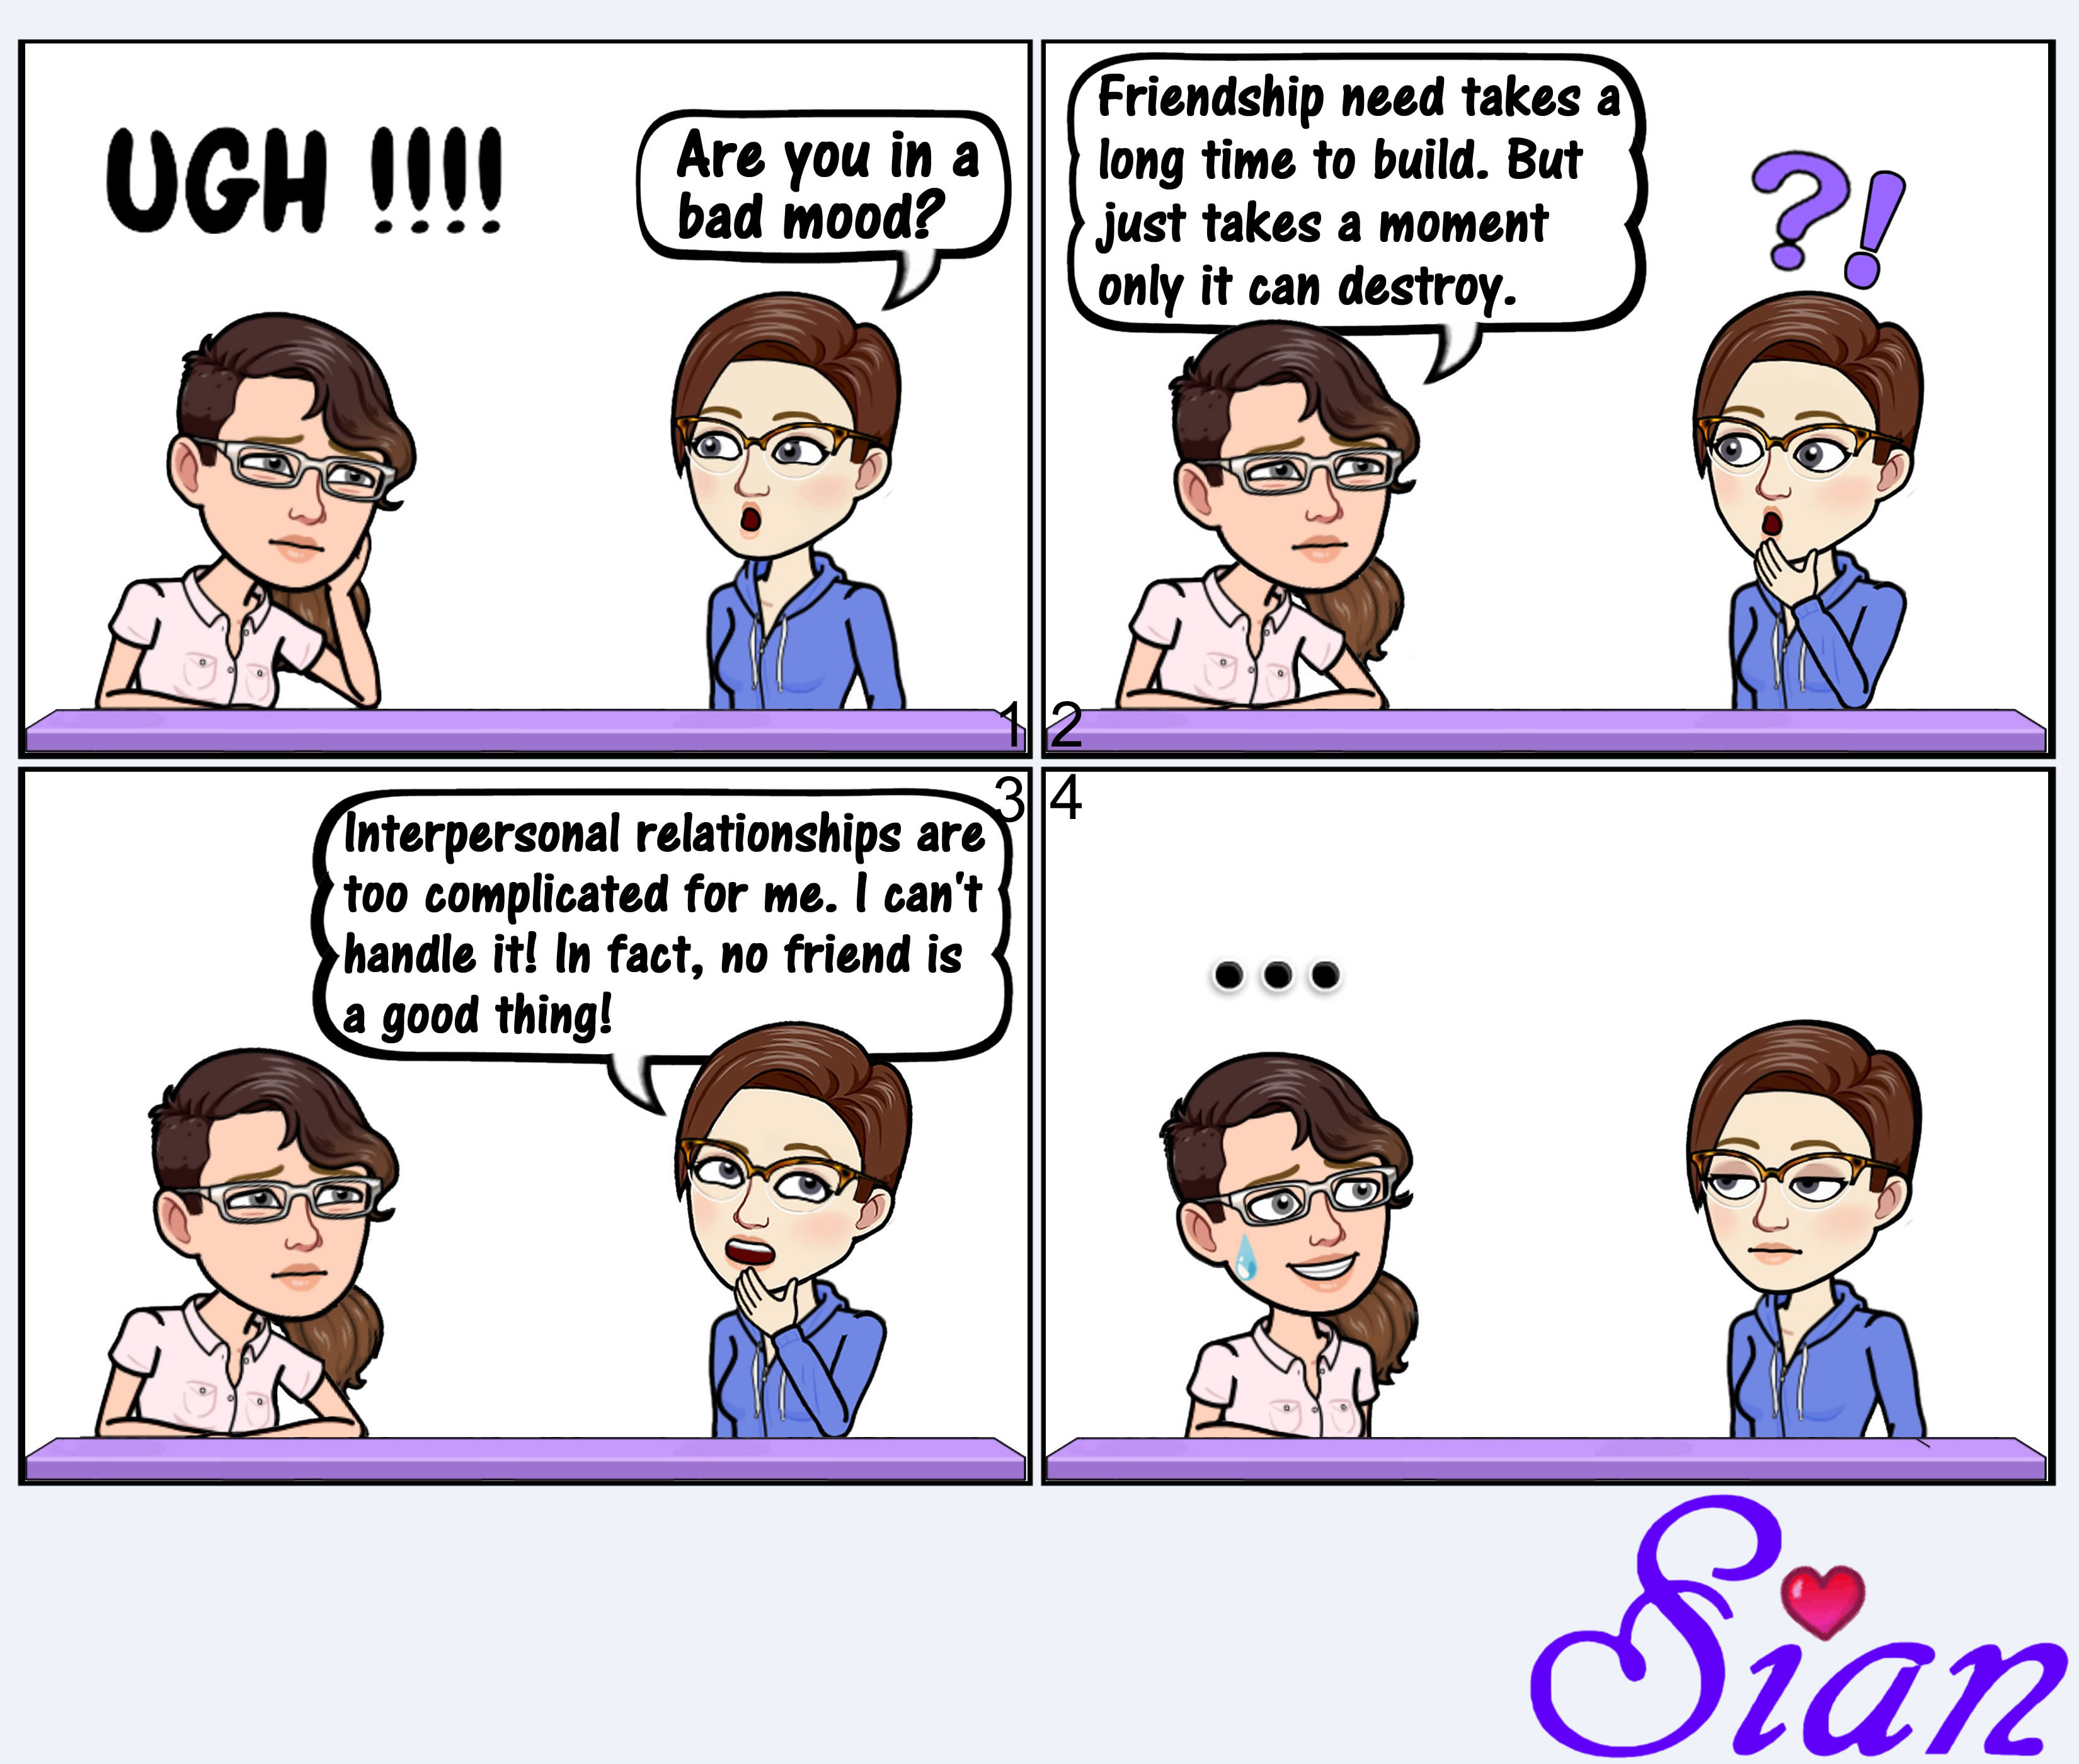 UGH !!!!
Are you in a
bad mood?
1
Friendship need takes a
long time to build. But
just takes a moment
only it can destroy.
?!
2
Interpersonal relationships are
too complicated for me. I can't
handle it! In fact, no friend is
a good thing!
3
4
...
Sian